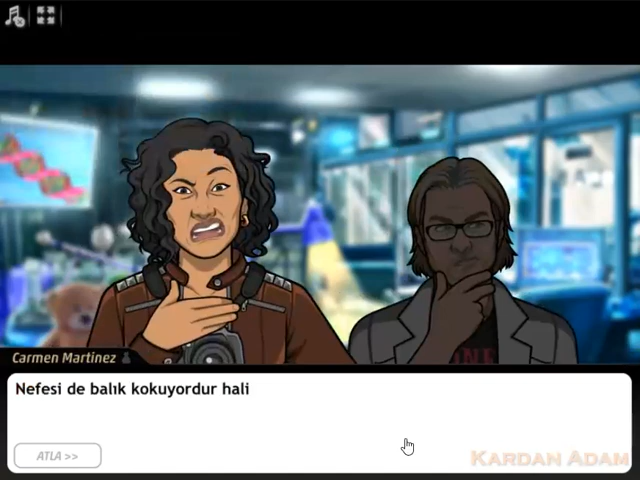 Carmen Martinez
Nefesi de balık kokuyordur hali
ATLA >>
KARDAN ADAM